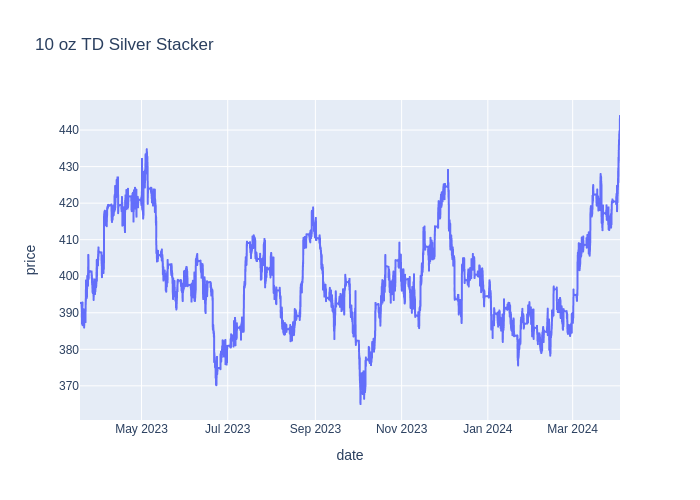 10 oz TD Silver Stacker
440
430
420
410
400
390
380
370
price
May 2023
Jul 2023
Sep 2023
Nov 2023
Jan 2024
Mar 2024
date